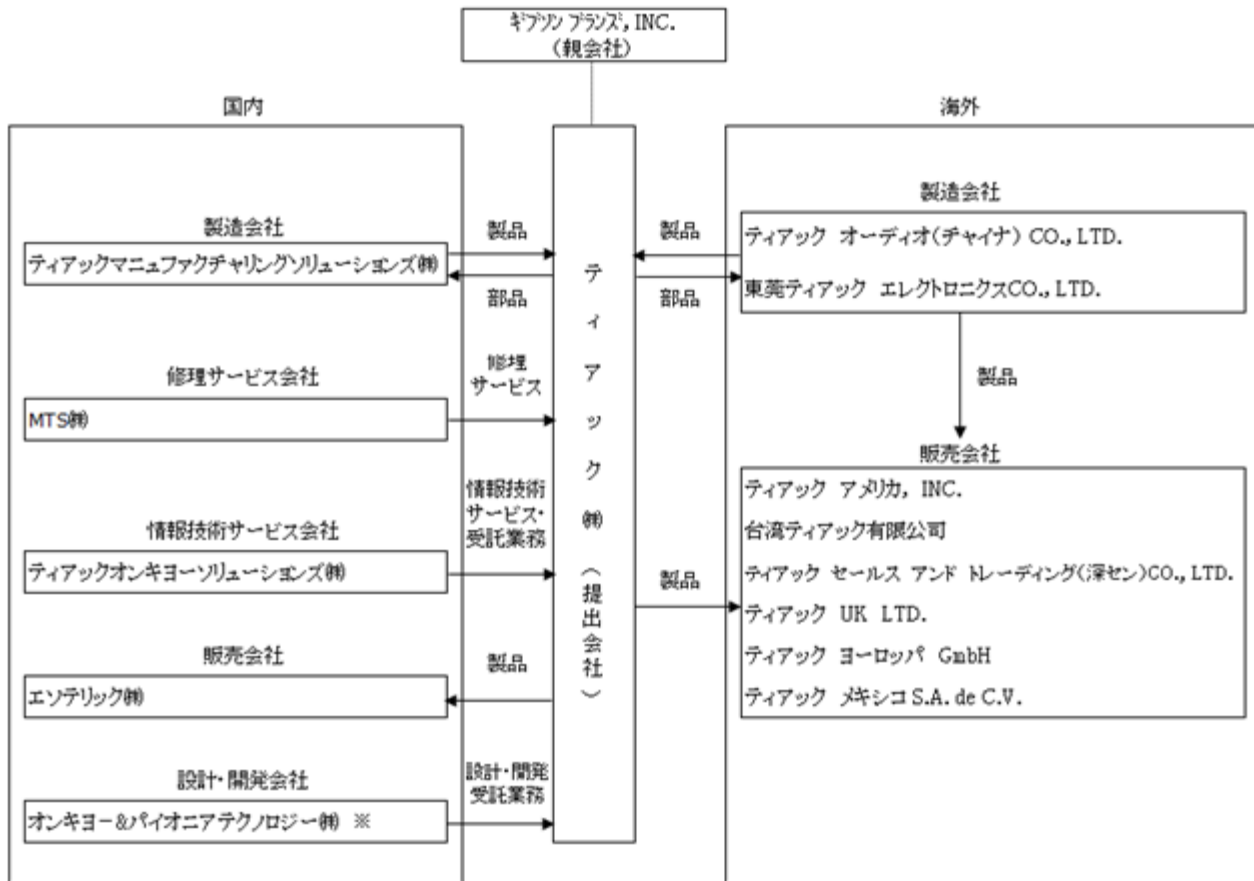 ギブソン ブランズ, INC.
(親会社)
国内
海外
製造会社
ティアックマニュファクチャリングソリューションズ㈱
製品
部品
修理サービス会社
MTS㈱
修理
サービス
情報技術サービス会社
ティアックオンキヨーソリューションズ㈱
情報技術
サービス・
受託業務
販売会社
エソテリック㈱
製品
設計・開発会社
オンキヨー&パイオニアテクノロジー㈱ ※
設計・開発
受託業務
ティアック㈱(提出会社)
製品
部品
製造会社
ティアック オーディオ(チャイナ) CO., LTD.
東莞ティアック エレクトロニクスCO., LTD.
製品
製品
販売会社
ティアック アメリカ, INC.
台湾ティアック有限公司
ティアック セールス アンド トレーディング(深セン)CO., LTD.
ティアック UK LTD.
ティアック ヨーロッパ GmbH
ティアック メキシコ S.A. de C.V.